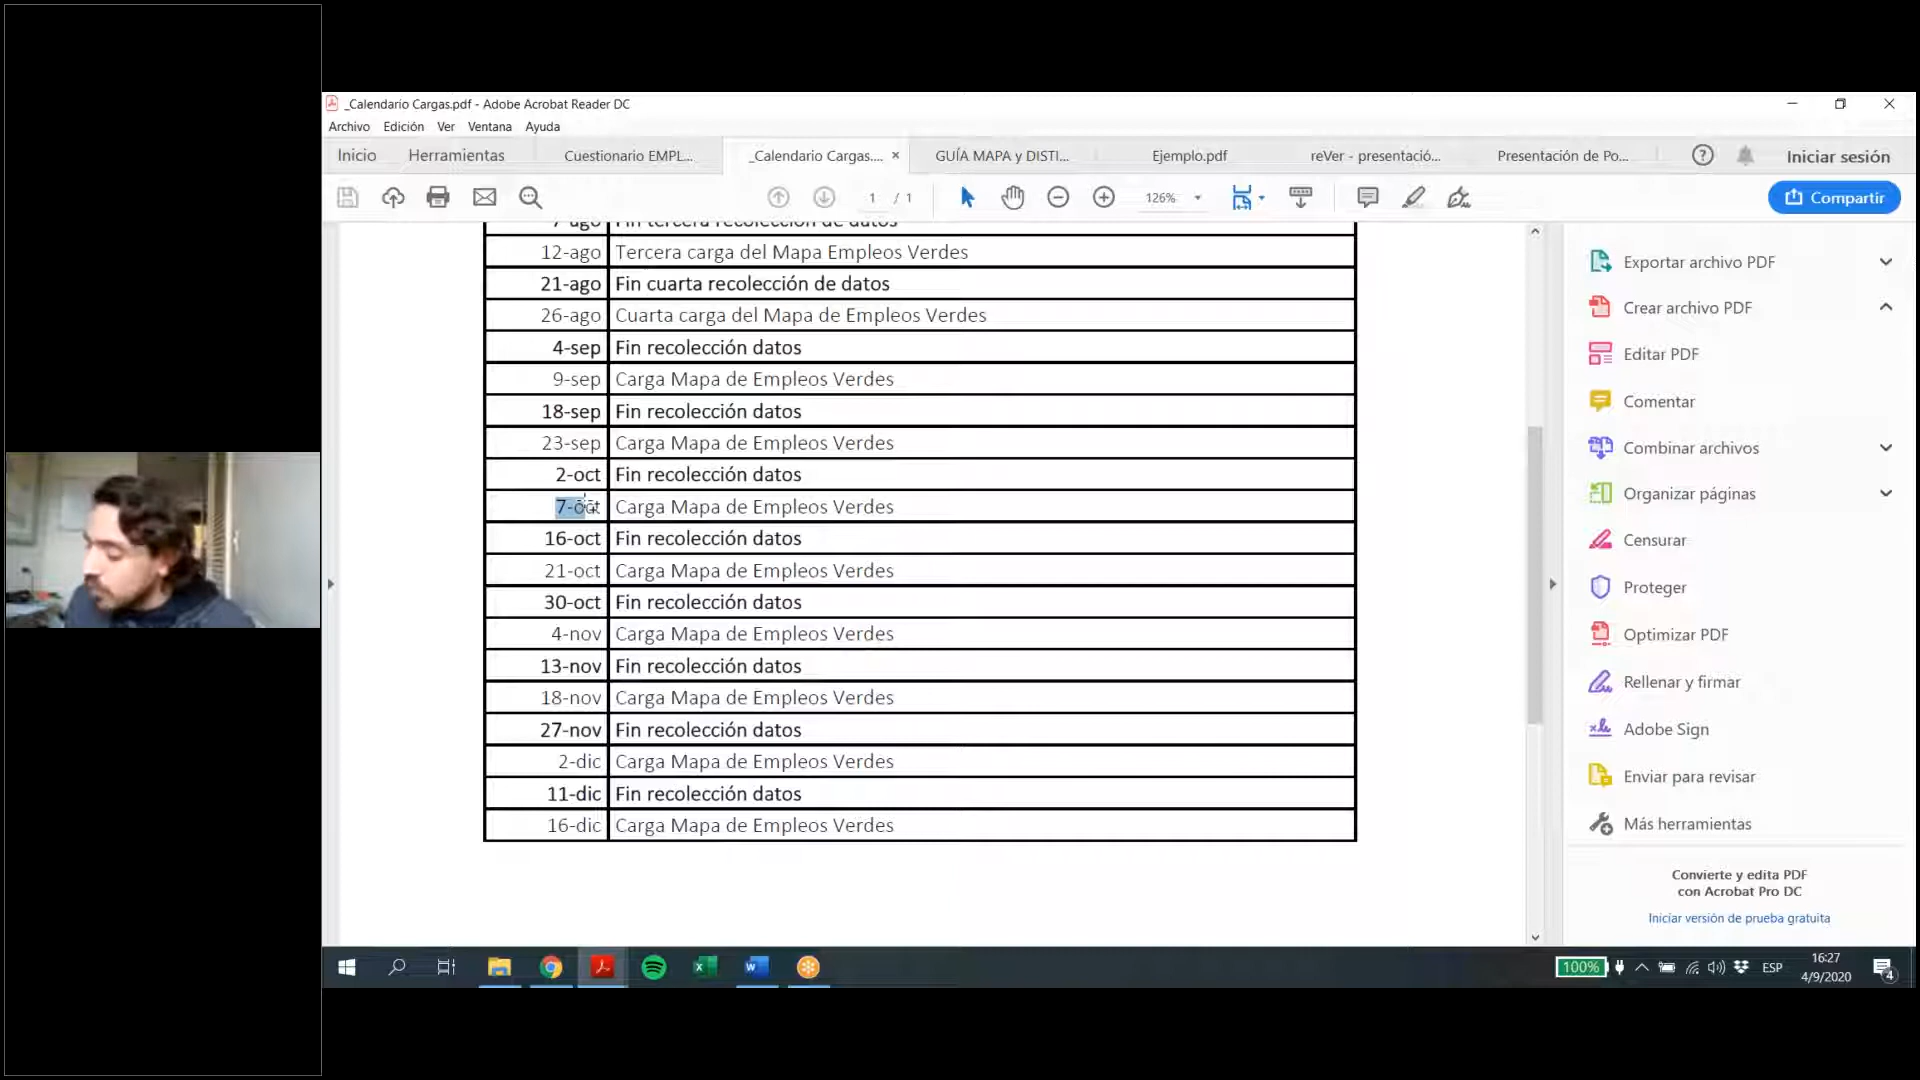 _Calendario Cargas.pdf - Adobe Acrobat Reader DC
Archivo Edición Ver Ventana Ayuda
Inicio Herramientas Cuestionario EMPL... _Calendario Cargas.... × GUÍA MAPA y DISTI... Ejemplo.pdf reVer - presentació... Presentación de Po... Iniciar sesión
1 / 1 126% Compartir
7-ago Fin tercera recolección de datos
12-ago Tercera carga del Mapa Empleos Verdes
21-ago Fin cuarta recolección de datos
26-ago Cuarta carga del Mapa de Empleos Verdes
4-sep Fin recolección datos
9-sep Carga Mapa de Empleos Verdes
18-sep Fin recolección datos
23-sep Carga Mapa de Empleos Verdes
2-oct Fin recolección datos
7-oct Carga Mapa de Empleos Verdes
16-oct Fin recolección datos
21-oct Carga Mapa de Empleos Verdes
30-oct Fin recolección datos
4-nov Carga Mapa de Empleos Verdes
13-nov Fin recolección datos
18-nov Carga Mapa de Empleos Verdes
27-nov Fin recolección datos
2-dic Carga Mapa de Empleos Verdes
11-dic Fin recolección datos
16-dic Carga Mapa de Empleos Verdes
Exportar archivo PDF
Crear archivo PDF
Editar PDF
Comentar
Combinar archivos
Organizar páginas
Censurar
Proteger
Optimizar PDF
Rellenar y firmar
Adobe Sign
Enviar para revisar
Más herramientas
Convierte y edita PDF
con Acrobat Pro DC
Iniciar versión de prueba gratuita
100% ESP 16:27
4/9/2020
4